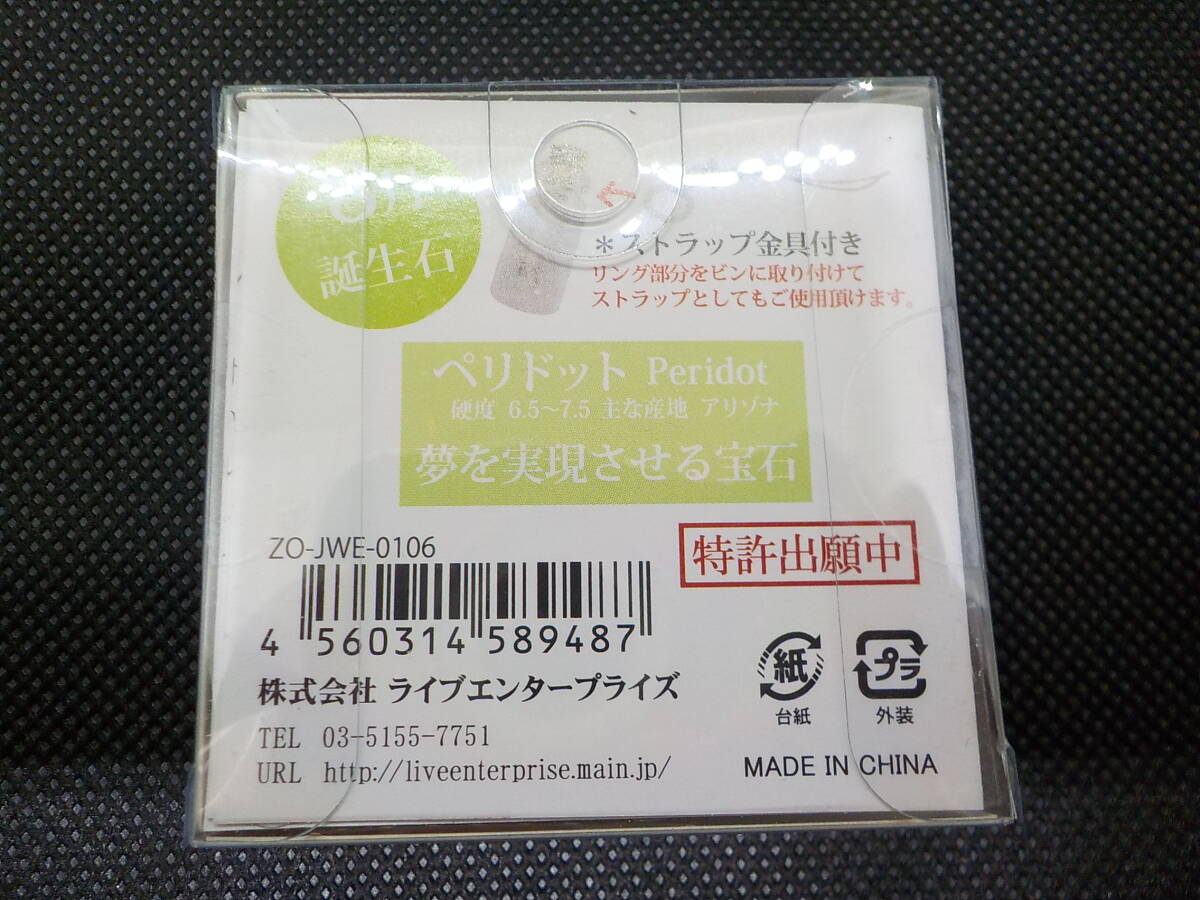 8月
誕生石
*ストラップ金具付き
リング部分をビンに取り付けて
ストラップとしてもご使用頂けます。
ペリドット Peridot
硬度 6.5~7.5 主な産地 アリゾナ
夢を実現させる宝石
ZO-JWE-0106
特許出願中
4 560314 589487
紙
台紙
プラ
外装
株式会社 ライブエンタープライズ
TEL 03-5155-7751
URL http://liveenterprise.main.jp/
MADE IN CHINA